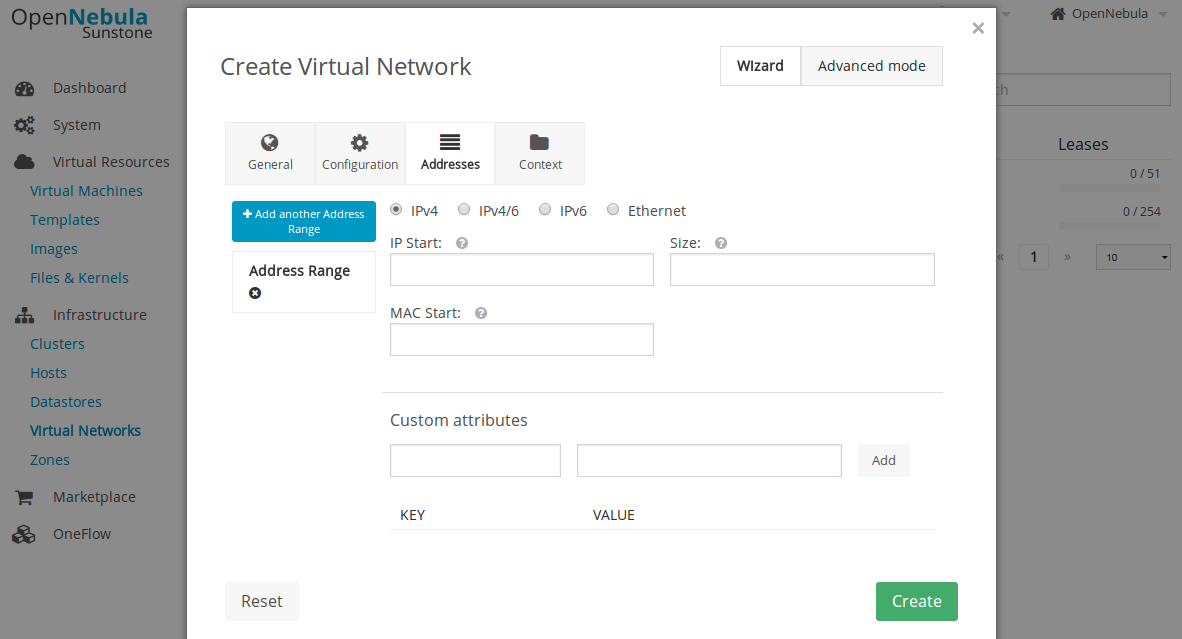 OpenNebula
Sunstone
OpenNebula
Dashboard
System
Virtual Resources
Virtual Machines
Templates
Images
Files & Kernels
Infrastructure
Clusters
Hosts
Datastores
Virtual Networks
Zones
Marketplace
OneFlow
Create Virtual Network
Wizard
Advanced mode
×
General
Configuration
Addresses
Context
+ Add another Address
Range
Address Range
IPv4
IPv4/6
IPv6
Ethernet
IP Start: ?
Size: ?
MAC Start: ?
Custom attributes
Add
KEY
VALUE
Reset
Create
ch
Leases
0 / 51
0 / 254
« 1 »
10